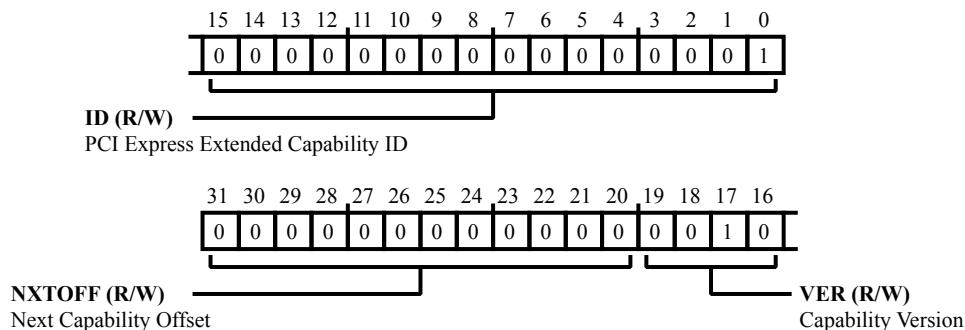 15 14 13 12 11 10 9 8 7 6 5 4 3 2 1 0
0 0 0 0 0 0 0 0 0 0 0 0 0 0 0 1
ID (R/W)
PCI Express Extended Capability ID
31 30 29 28 27 26 25 24 23 22 21 20 19 18 17 16
0 0 0 0 0 0 0 0 0 0 0 0 0 0 1 0
NXTOFF (R/W)
Next Capability Offset
VER (R/W)
Capability Version